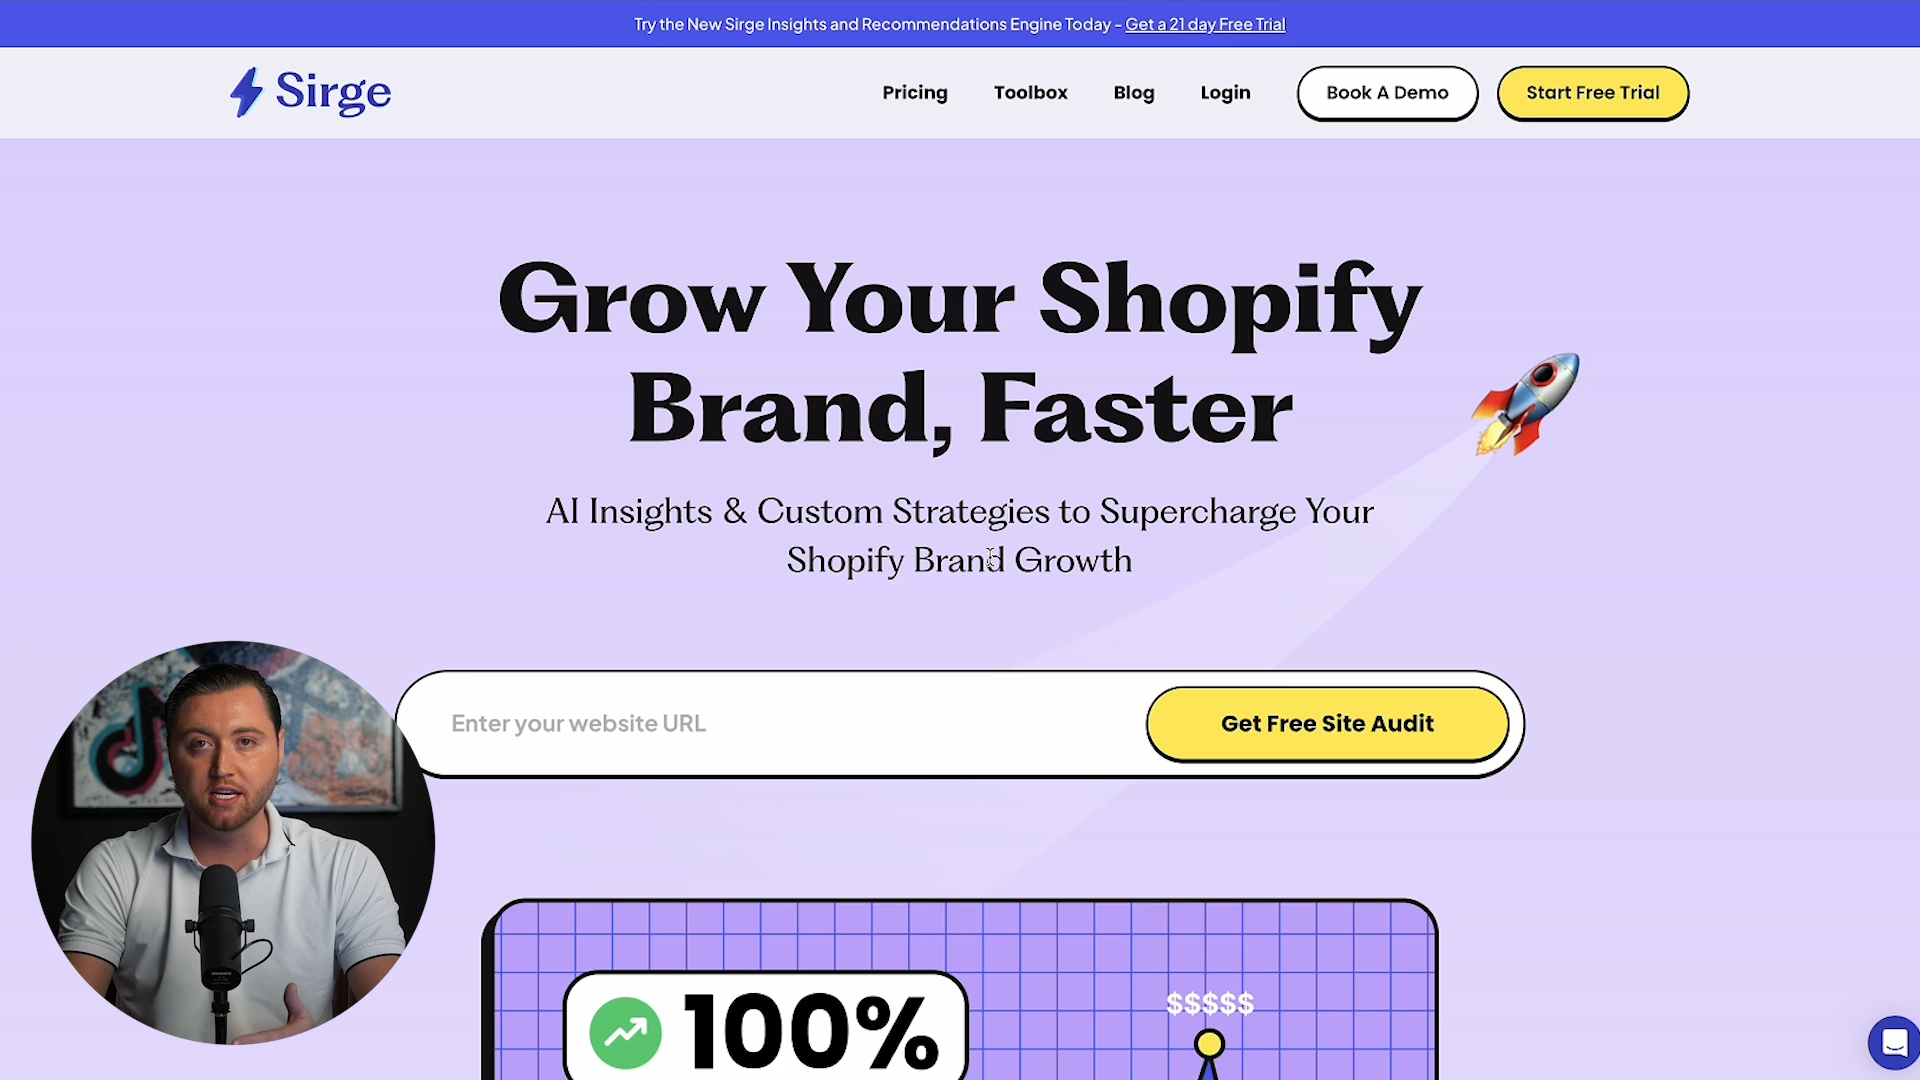 Try the New Sirge Insights and Recommendations Engine Today - Get a 21 day Free Trial
Sirge
Pricing
Toolbox
Blog
Login
Book A Demo
Start Free Trial
Grow Your Shopify
Brand, Faster
AI Insights & Custom Strategies to Supercharge Your
Shopify Brand Growth
Enter your website URL
Get Free Site Audit
100%
$$$$$